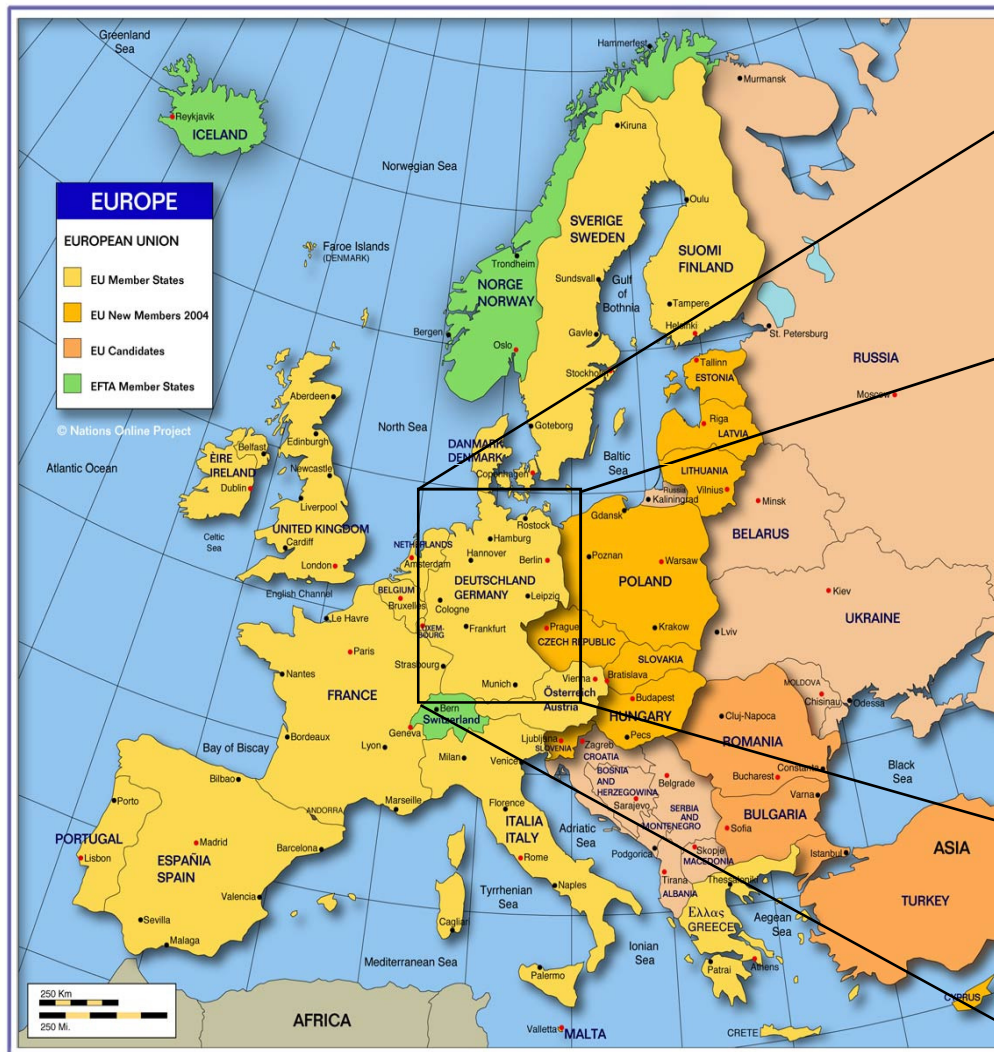 Greenland
Sea
Hammerfest
Murmansk
Reykjavik
ICELAND
Kiruna
Norwegian Sea
EUROPE
EUROPEAN UNION
EU Member States
EU New Members 2004
EU Candidates
EFTA Member States
© Nations Online Project
Oulu
SVERIGE
SWEDEN
SUOMI
FINLAND
Faroe Islands
(DENMARK)
Trondheim
Sundsvall
Gulf
of
Bothnia
NORGE
NORWAY
Tampere
Bergen
Gavle
Helsinki
St. Petersburg
Oslo
Stockholm
Tallinn
ESTONIA
RUSSIA
Moscow
Aberdeen
North Sea
Goteborg
Riga
LATVIA
Edinburgh
DANMARK
DENMARK
Baltic
Sea
Atlantic Ocean
ÉIRE
IRELAND
Belfast
Newcastle
Copenhagen
LITHUANIA
Vilnius
Russia
Kaliningrad
Minsk
Dublin
Liverpool
Gdansk
Rostock
BELARUS
UNITED KINGDOM
Cardiff
Celtic
Sea
Hamburg
NETHERLANDS
Amsterdam
Hannover
Berlin
Poznan
Warsaw
POLAND
London
English Channel
BELGIUM
Bruxelles
DEUTSCHLAND
GERMANY
Cologne
Leipzig
Kiev
UKRAINE
Le Havre
LUXEM-
BOURG
Frankfurt
Prague
CZECH REPUBLIC
Krakow
Lviv
Paris
Strasbourg
SLOVAKIA
Nantes
FRANCE
Munich
Vienna
Bratislava
Österreich
Austria
Budapest
HUNGARY
MOLDOVA
Chisinau
Odessa
Bern
Switzerland
Geneva
Cluj-Napoca
ROMANIA
Bay of Biscay
Bordeaux
Lyon
Milan
Venice
Ljubljana
SLOVENIA
Pecs
Zagreb
CROATIA
BOSNIA
AND
HERZEGOWINA
Sarajevo
Belgrade
Bucharest
Constanta
Black
Sea
Bilbao
Porto
ANDORRA
Marseille
Florence
SERBIA
AND
MONTENEGRO
Varna
BULGARIA
Sofia
PORTUGAL
Lisbon
Madrid
ESPAÑIA
SPAIN
Barcelona
ITALIA
ITALY
Rome
Adriatic
Sea
Podgorica
Skopje
MACEDONIA
Istanbul
ASIA
Valencia
Tyrrhenian
Sea
Naples
Tirana
ALBANIA
Thessalonile
TURKEY
Sevilla
Malaga
Cagliari
Ελλας
GREECE
Aegean
Sea
Mediterranean Sea
Palermo
Ionian
Sea
Patrai
Athens
250 Km
250 Mi.
AFRICA
Valletta
MALTA
CRETE
CYPRUS